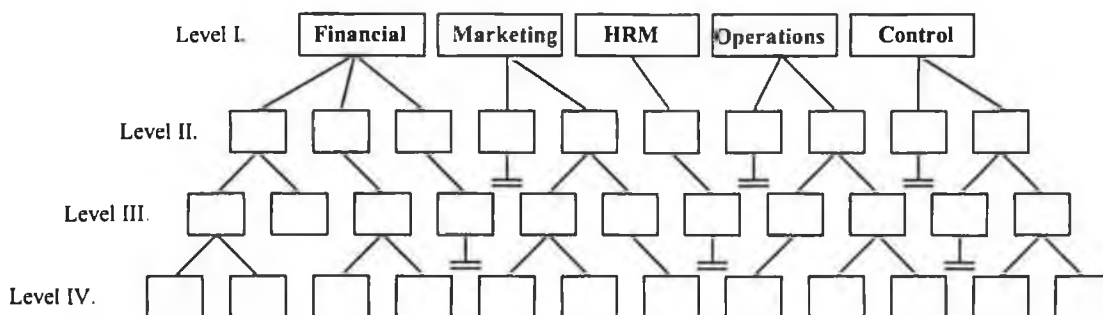 Level I. Financial Marketing HRM Operations Control
Level II.
Level III.
Level IV.